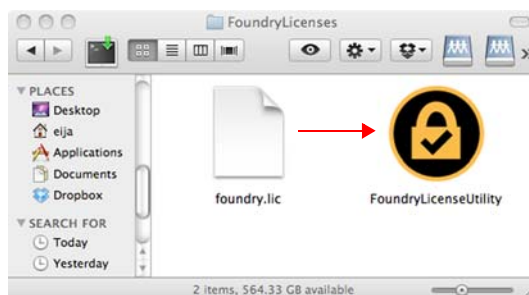 FoundryLicenses
PLACES
Desktop
eija
Applications
Documents
Dropbox
SEARCH FOR
Today
Yesterday
foundry.lic
FoundryLicenseUtility
2 items, 564.33 GB available